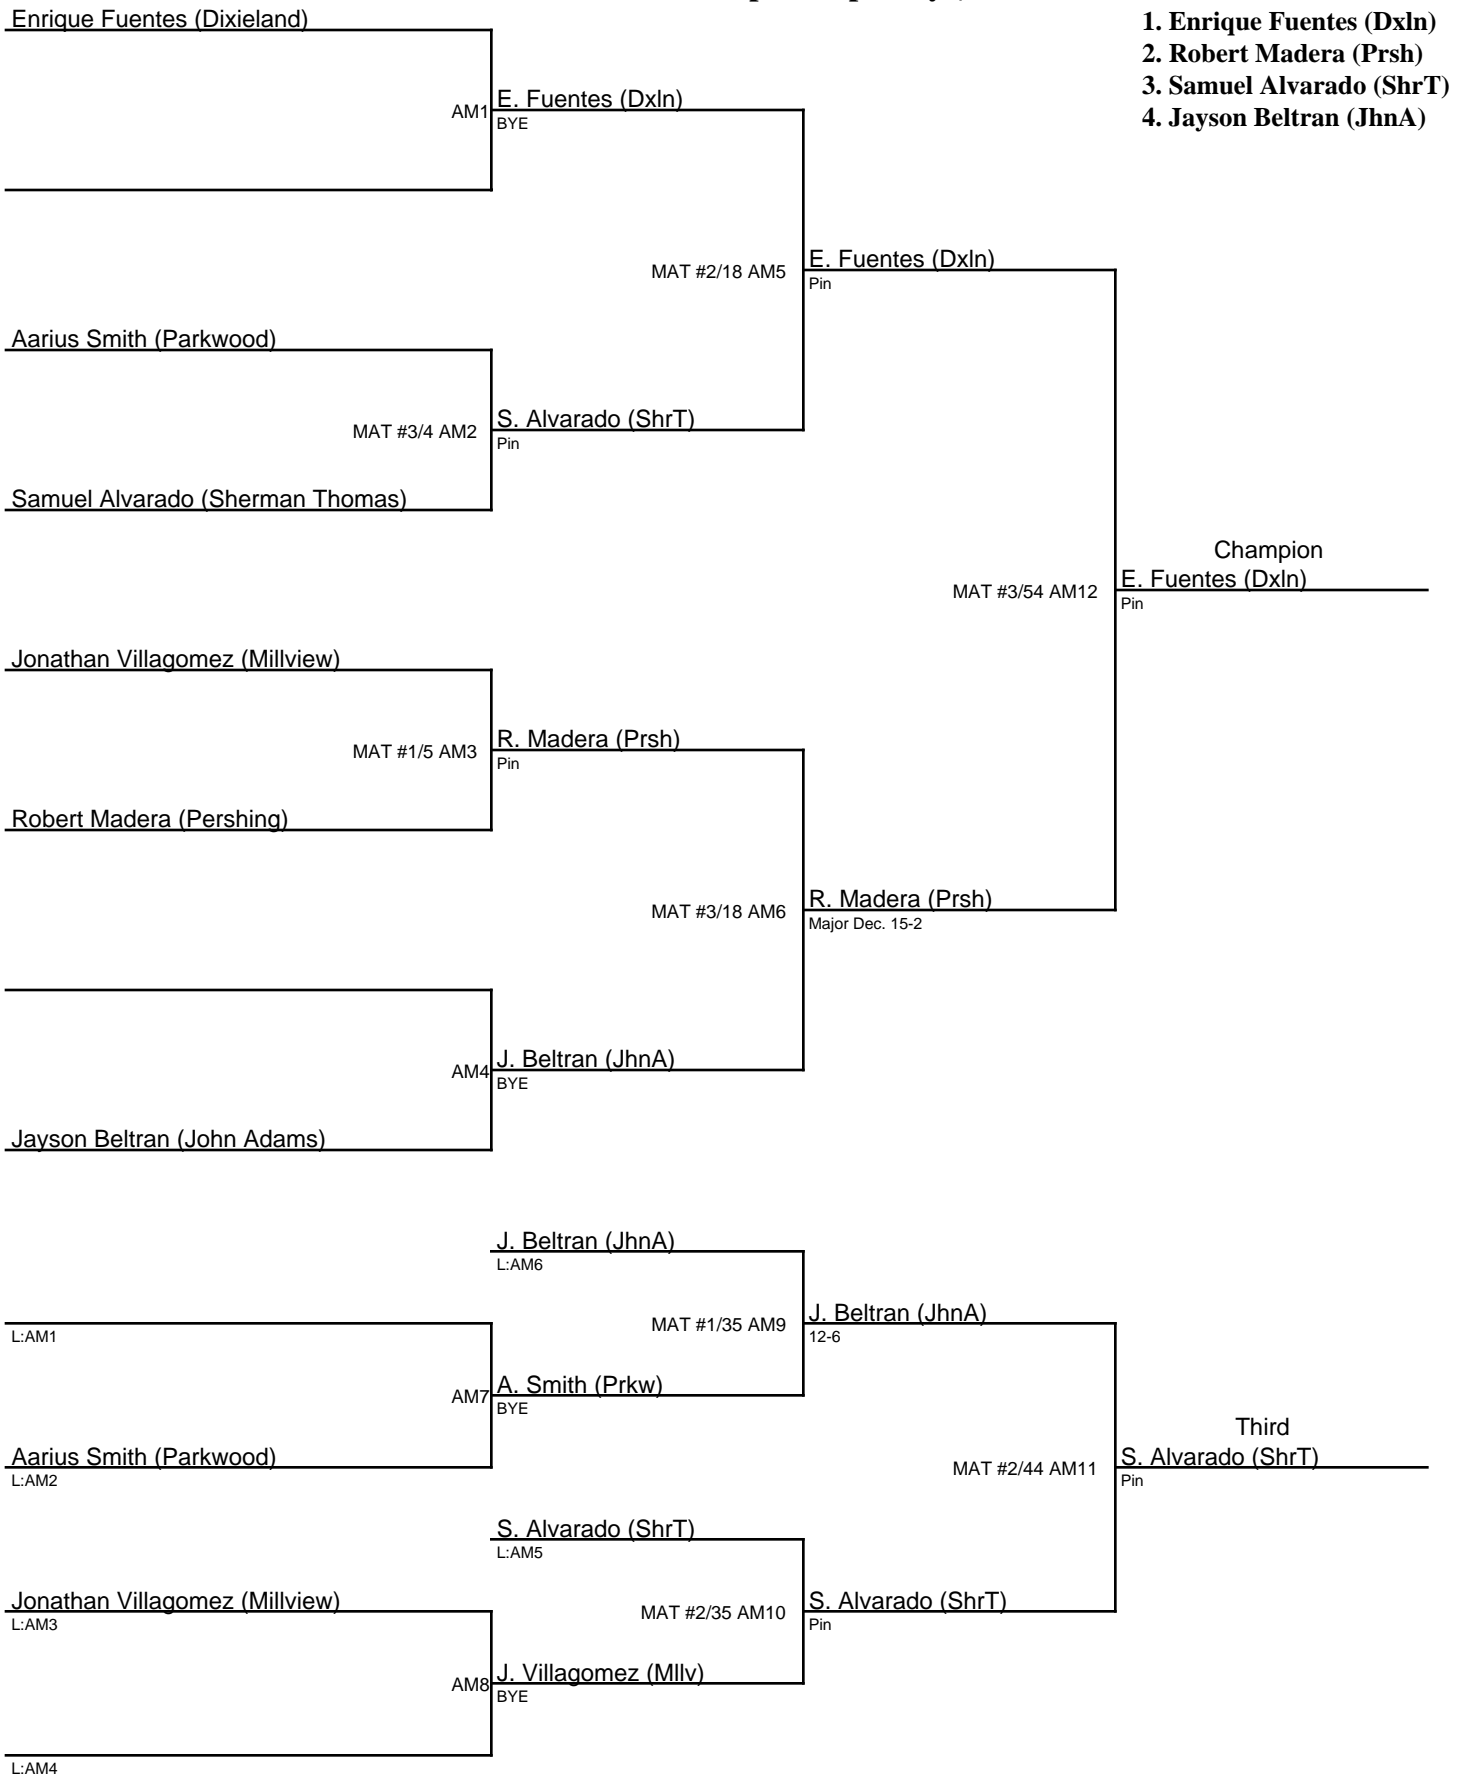 Enrique Fuentes (Dixieland)
1. Enrique Fuentes (Dxln)
2. Robert Madera (Prsh)
3. Samuel Alvarado (ShrT)
4. Jayson Beltran (JhnA)
AM1
E. Fuentes (Dxln)
BYE
MAT #2/18 AM5
E. Fuentes (Dxln)
Pin
Aarius Smith (Parkwood)
MAT #3/4 AM2
S. Alvarado (ShrT)
Pin
Samuel Alvarado (Sherman Thomas)
Champion
MAT #3/54 AM12
E. Fuentes (Dxln)
Pin
Jonathan Villagomez (Millview)
MAT #1/5 AM3
R. Madera (Prsh)
Pin
Robert Madera (Pershing)
MAT #3/18 AM6
R. Madera (Prsh)
Major Dec. 15-2
AM4
J. Beltran (JhnA)
BYE
Jayson Beltran (John Adams)
J. Beltran (JhnA)
L:AM6
L:AM1
MAT #1/35 AM9
J. Beltran (JhnA)
12-6
AM7
A. Smith (Prkw)
BYE
Aarius Smith (Parkwood)
L:AM2
Third
MAT #2/44 AM11
S. Alvarado (ShrT)
Pin
S. Alvarado (ShrT)
L:AM5
Jonathan Villagomez (Millview)
L:AM3
MAT #2/35 AM10
S. Alvarado (ShrT)
Pin
AM8
J. Villagomez (Mllv)
BYE
L:AM4